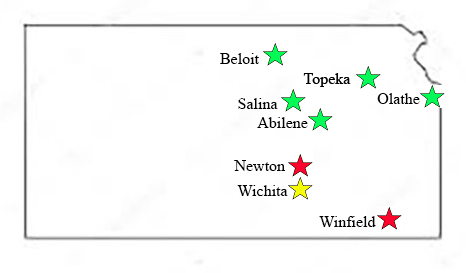 Beloit
Topeka
Olathe
Salina
Abilene
Newton
Wichita
Winfield